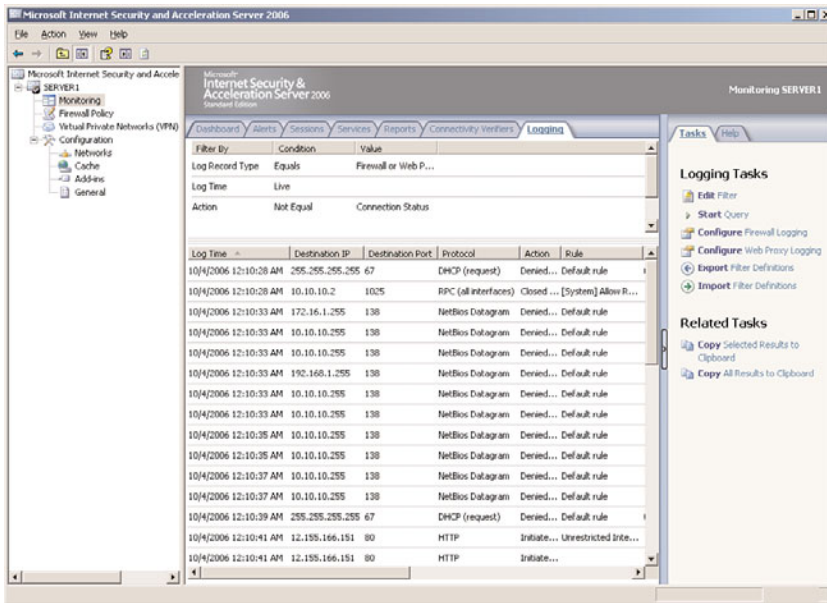 Microsoft Internet Security and Acceleration Server 2006
File Action View Help
Microsoft Internet Security and Accele
SERVER1
Monitoring
Firewall Policy
Virtual Private Networks (VPN)
Configuration
Networks
Cache
Add-ins
General
Microsoft
Internet Security &
Acceleration Server 2006
Standard Edition
Monitoring SERVER1
Dashboard Alerts Sessions Services Reports Connectivity Verifiers Logging
Filter By Condition Value
Log Record Type Equals Firewall or Web P...
Log Time Live
Action Not Equal Connection Status
Log Time Destination IP Destination Port Protocol Action Rule
10/4/2006 12:10:28 AM 255.255.255.255 67 DHCP (request) Denied... Default rule
10/4/2006 12:10:28 AM 10.10.10.2 1025 RPC (all interfaces) Closed ... [System] Allow R...
10/4/2006 12:10:33 AM 172.16.1.255 138 NetBios Datagram Denied... Default rule
10/4/2006 12:10:33 AM 10.10.10.255 138 NetBios Datagram Denied... Default rule
10/4/2006 12:10:33 AM 10.10.10.255 138 NetBios Datagram Denied... Default rule
10/4/2006 12:10:33 AM 192.168.1.255 138 NetBios Datagram Denied... Default rule
10/4/2006 12:10:33 AM 10.10.10.255 138 NetBios Datagram Denied... Default rule
10/4/2006 12:10:33 AM 10.10.10.255 138 NetBios Datagram Denied... Default rule
10/4/2006 12:10:35 AM 10.10.10.255 138 NetBios Datagram Denied... Default rule
10/4/2006 12:10:35 AM 10.10.10.255 138 NetBios Datagram Denied... Default rule
10/4/2006 12:10:37 AM 10.10.10.255 138 NetBios Datagram Denied... Default rule
10/4/2006 12:10:37 AM 10.10.10.255 138 NetBios Datagram Denied... Default rule
10/4/2006 12:10:39 AM 255.255.255.255 67 DHCP (request) Denied... Default rule
10/4/2006 12:10:41 AM 12.155.166.151 80 HTTP Initiate... Unrestricted Inte...
10/4/2006 12:10:41 AM 12.155.166.151 80 HTTP Initiate...
Tasks Help
Logging Tasks
Edit Filter
Start Query
Configure Firewall Logging
Configure Web Proxy Logging
Export Filter Definitions
Import Filter Definitions
Related Tasks
Copy Selected Results to
Clipboard
Copy All Results to Clipboard